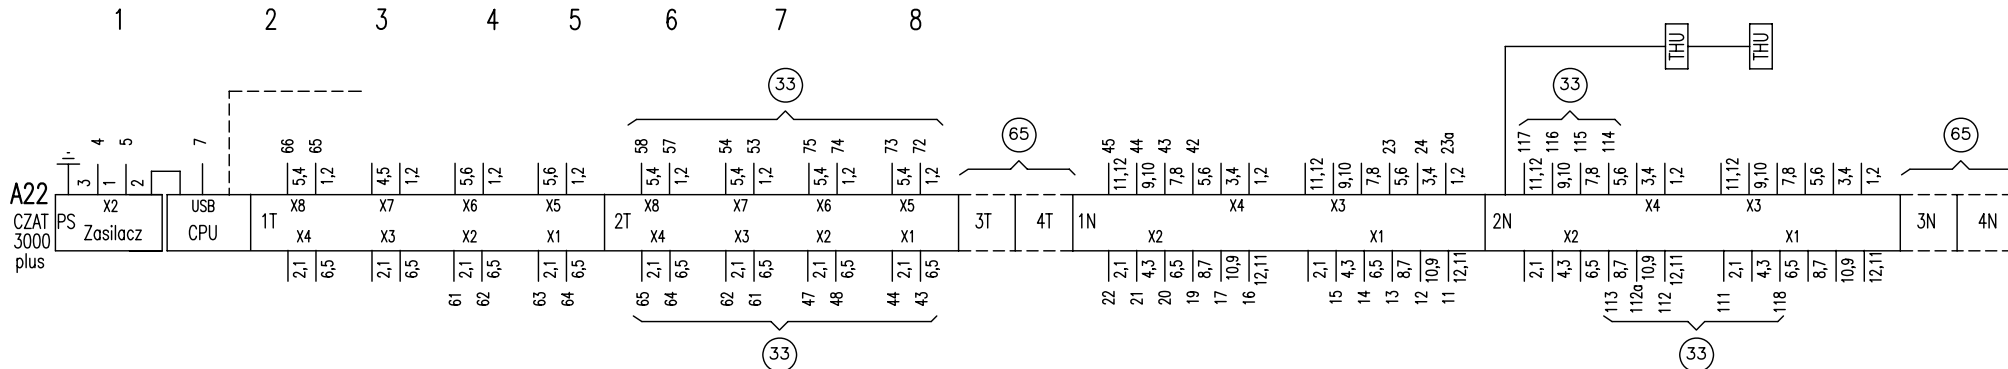 1 2 3 4 5 6 7 8
THU THU
33 33
65 65
4 5 7 66 65 58 57 54 53 75 74 73 72 45 44 43 42 23 24 23a 117 116 115 114
3 1 2 5,4 1,2 4,5 1,2 5,6 1,2 5,6 1,2 5,4 1,2 5,4 1,2 5,4 1,2 5,4 1,2 11,12 9,10 7,8 5,6 3,4 1,2 11,12 9,10 7,8 5,6 3,4 1,2 11,12 9,10 7,8 5,6 3,4 1,2 11,12 9,10 7,8 5,6 3,4 1,2
A22
CZAT
3000
plus
PS X2 Zasilacz
USB CPU
1T X8 X7 X6 X5
X4 X3 X2 X1
2T X8 X7 X6 X5
X4 X3 X2 X1
3T 4T
1N X4 X3
X2 X1
2N X4 X3
X2 X1
3N 4N
2,1 6,5 2,1 6,5 2,1 6,5 2,1 6,5 2,1 6,5 2,1 6,5 2,1 6,5 2,1 6,5 2,1 4,3 6,5 8,7 10,9 12,11 2,1 4,3 6,5 8,7 10,9 12,11 2,1 4,3 6,5 8,7 10,9 12,11 2,1 4,3 6,5 8,7 10,9 12,11
61 62 63 64 65 64 62 61 47 48 44 43 22 21 20 19 17 16 15 14 13 12 11 113 112a 112 111 118
33 33